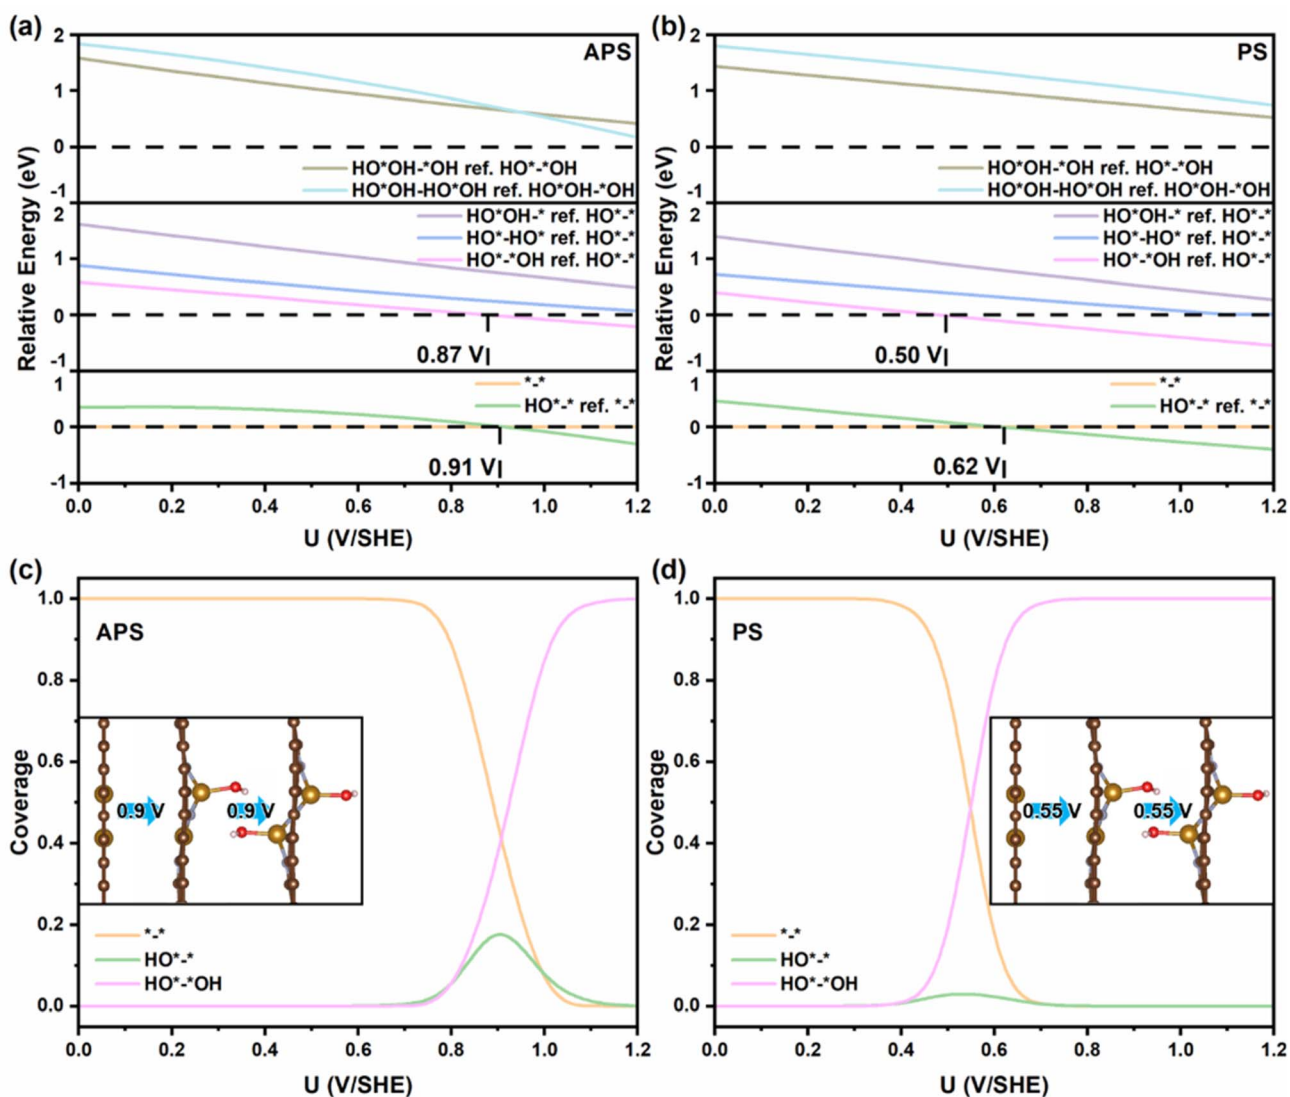 (a)
APS
2
1
0
-1
HO*OH-*OH ref. HO*-*OH
HO*OH-HO*OH ref. HO*OH-*OH
2
1
0
-1
HO*OH-* ref. HO*-*
HO*-HO* ref. HO*-*
HO*-*OH ref. HO*-*
0.87 V
1
0
-1
*-*
HO*-* ref. *-*
0.91 V
Relative Energy (eV)
0.0 0.2 0.4 0.6 0.8 1.0 1.2
U (V/SHE)
(b)
PS
2
1
0
-1
HO*OH-*OH ref. HO*-*OH
HO*OH-HO*OH ref. HO*OH-*OH
2
1
0
-1
HO*OH-* ref. HO*-*
HO*-HO* ref. HO*-*
HO*-*OH ref. HO*-*
0.50 V
1
0
-1
*-*
HO*-* ref. *-*
0.62 V
Relative Energy (eV)
0.0 0.2 0.4 0.6 0.8 1.0 1.2
U (V/SHE)
(c)
APS
1.0
0.8
0.6
0.4
0.2
0.0
Coverage
0.9 V
0.9 V
*-*
HO*-*
HO*-*OH
0.0 0.2 0.4 0.6 0.8 1.0 1.2
U (V/SHE)
(d)
PS
1.0
0.8
0.6
0.4
0.2
0.0
Coverage
0.55 V
0.55 V
*-*
HO*-*
HO*-*OH
0.0 0.2 0.4 0.6 0.8 1.0 1.2
U (V/SHE)